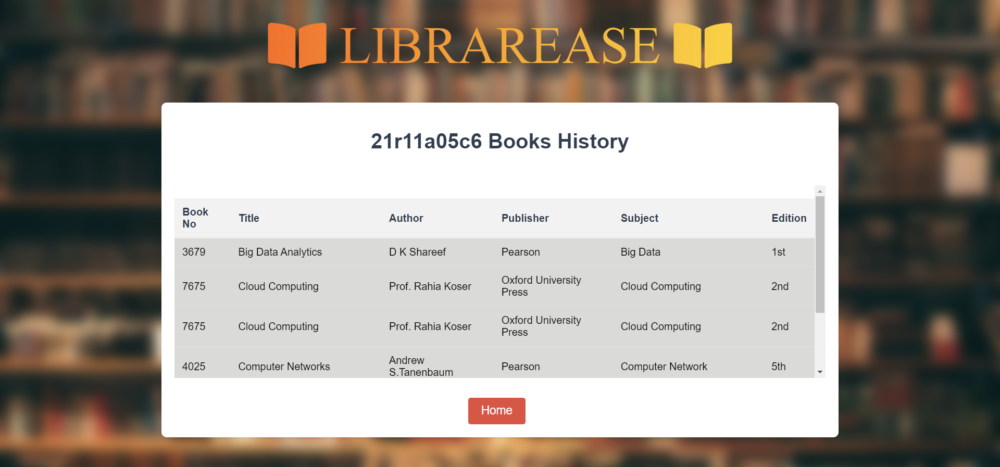 LIBRAREASE
21r11a05c6 Books History
Book No Title Author Publisher Subject Edition
3679 Big Data Analytics D K Shareef Pearson Big Data 1st
7675 Cloud Computing Prof. Rahia Koser Oxford University Press Cloud Computing 2nd
7675 Cloud Computing Prof. Rahia Koser Oxford University Press Cloud Computing 2nd
4025 Computer Networks Andrew S.Tanenbaum Pearson Computer Network 5th
Home